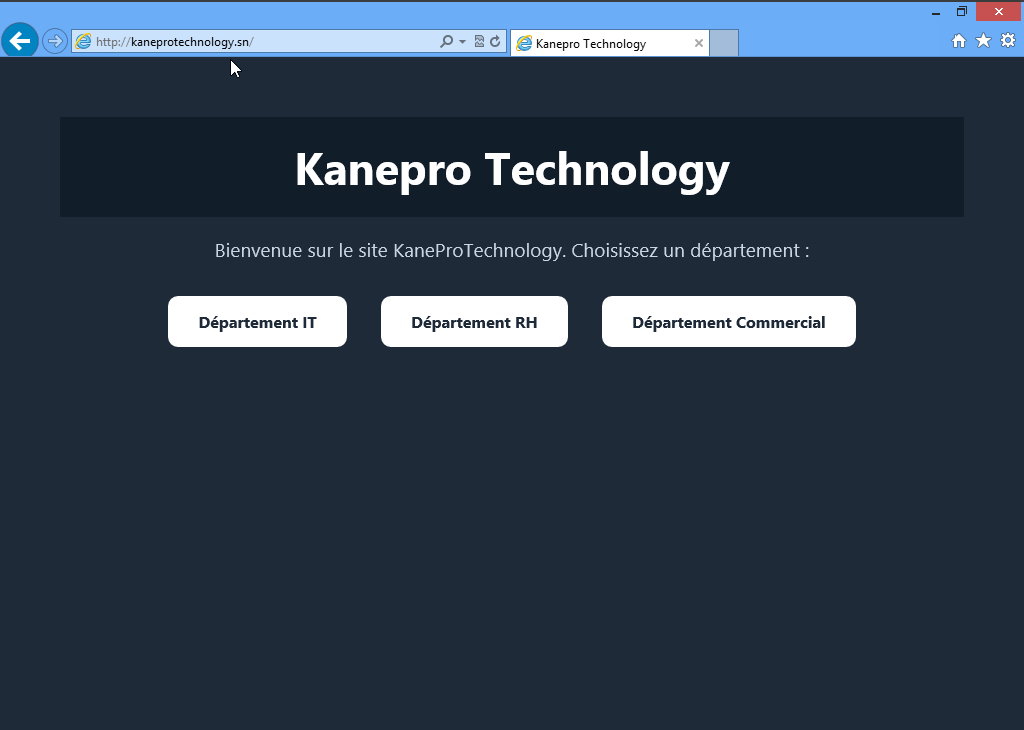 http://kaneprotechnology.sn/
Kanepro Technology
Kanepro Technology
Bienvenue sur le site KaneProTechnology. Choisissez un département :
Département IT
Département RH
Département Commercial